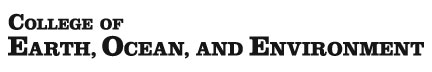 College of
Earth, Ocean, and Environment